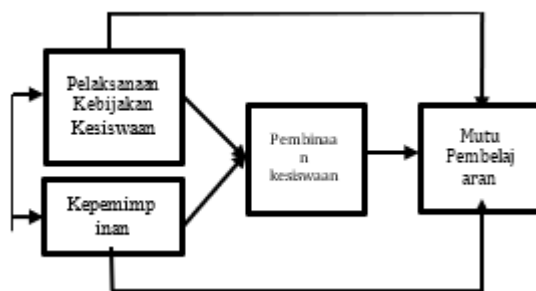 Pelaksanaan
Kebijakan
Kesiswaan
Kepemimp
inan
Pembinaa
n
kesiswaan
Mutu
Pembelaj
aran